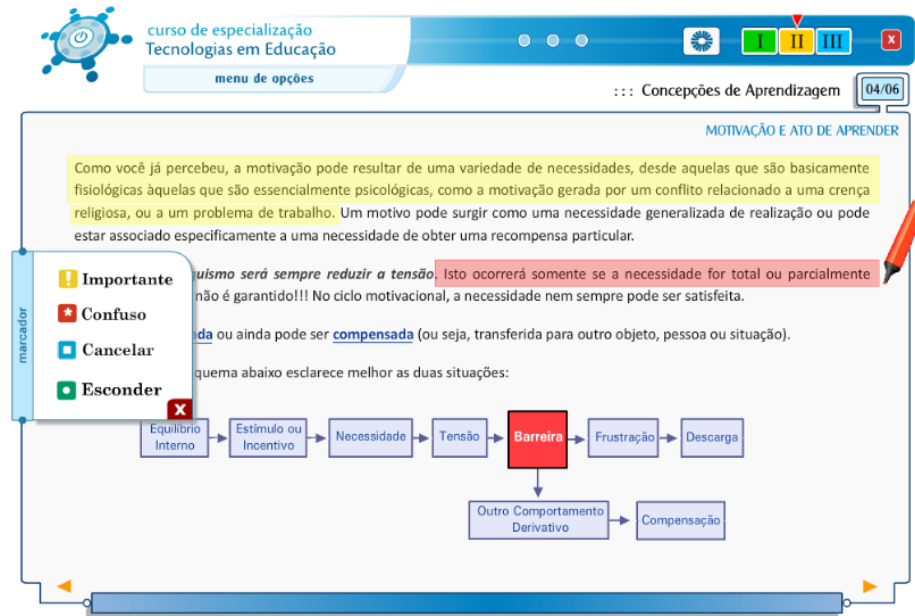 curso de especialização
Tecnologias em Educação
menu de opções
I II III
X
::: Concepções de Aprendizagem
04/06
MOTIVAÇÃO E ATO DE APRENDER
Como você já percebeu, a motivação pode resultar de uma variedade de necessidades, desde aquelas que são basicamente
fisiológicas àquelas que são essencialmente psicológicas, como a motivação gerada por um conflito relacionado a uma crença
religiosa, ou a um problema de trabalho. Um motivo pode surgir como uma necessidade generalizada de realização ou pode
estar associado especificamente a uma necessidade de obter uma recompensa particular.
quismo será sempre reduzir a tensão. Isto ocorrerá somente se a necessidade for total ou parcialmente
não é garantido!!! No ciclo motivacional, a necessidade nem sempre pode ser satisfeita.
da ou ainda pode ser compensada (ou seja, transferida para outro objeto, pessoa ou situação).
quema abaixo esclarece melhor as duas situações:
marcador
Importante
Confuso
Cancelar
Esconder
X
Equilíbrio
Interno
Estímulo ou
Incentivo
Necessidade
Tensão
Barreira
Frustração
Descarga
Outro Comportamento
Derivativo
Compensação